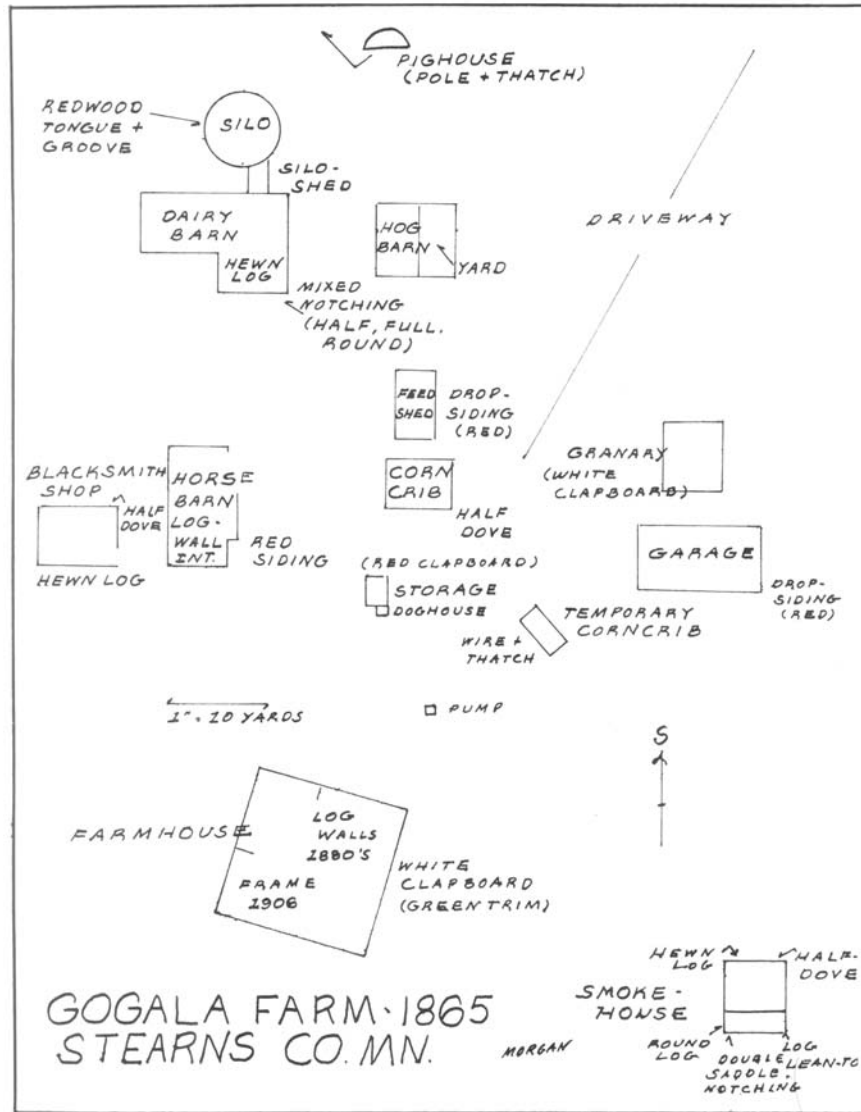 PIGHOUSE
(POLE + THATCH)
REDWOOD
TONGUE +
GROOVE
SILO
SILO-
SHED
DAIRY
BARN
HEWN
LOG
HOG
BARN
YARD
DRIVEWAY
MIXED
NOTCHING
(HALF, FULL.
ROUND)
FEED
SHED
DROP-
SIDING
(RED)
GRANARY
(WHITE
CLAPBOARD)
BLACKSMITH
SHOP
HALF
DOVE
HEWN LOG
HORSE
BARN
LOG-
WALL
INT.
RED
SIDING
CORN
CRIB
HALF
DOVE
(RED CLAPBOARD)
STORAGE
DOGHOUSE
GARAGE
DROP-
SIDING
(RED)
TEMPORARY
CORNCRIB
WIRE +
THATCH
1" = 10 YARDS
PUMP
S
FARMHOUSE
LOG
WALLS
1880'S
FRAME
1906
WHITE
CLAPBOARD
(GREEN TRIM)
HEWN
LOG
HALF-
DOVE
SMOKE-
HOUSE
ROUND
LOG
DOUBLE
SADDLE-
NOTCHING
LOG
LEAN-TO
GOGALA FARM·1865
STEARNS CO. MN.
MORGAN